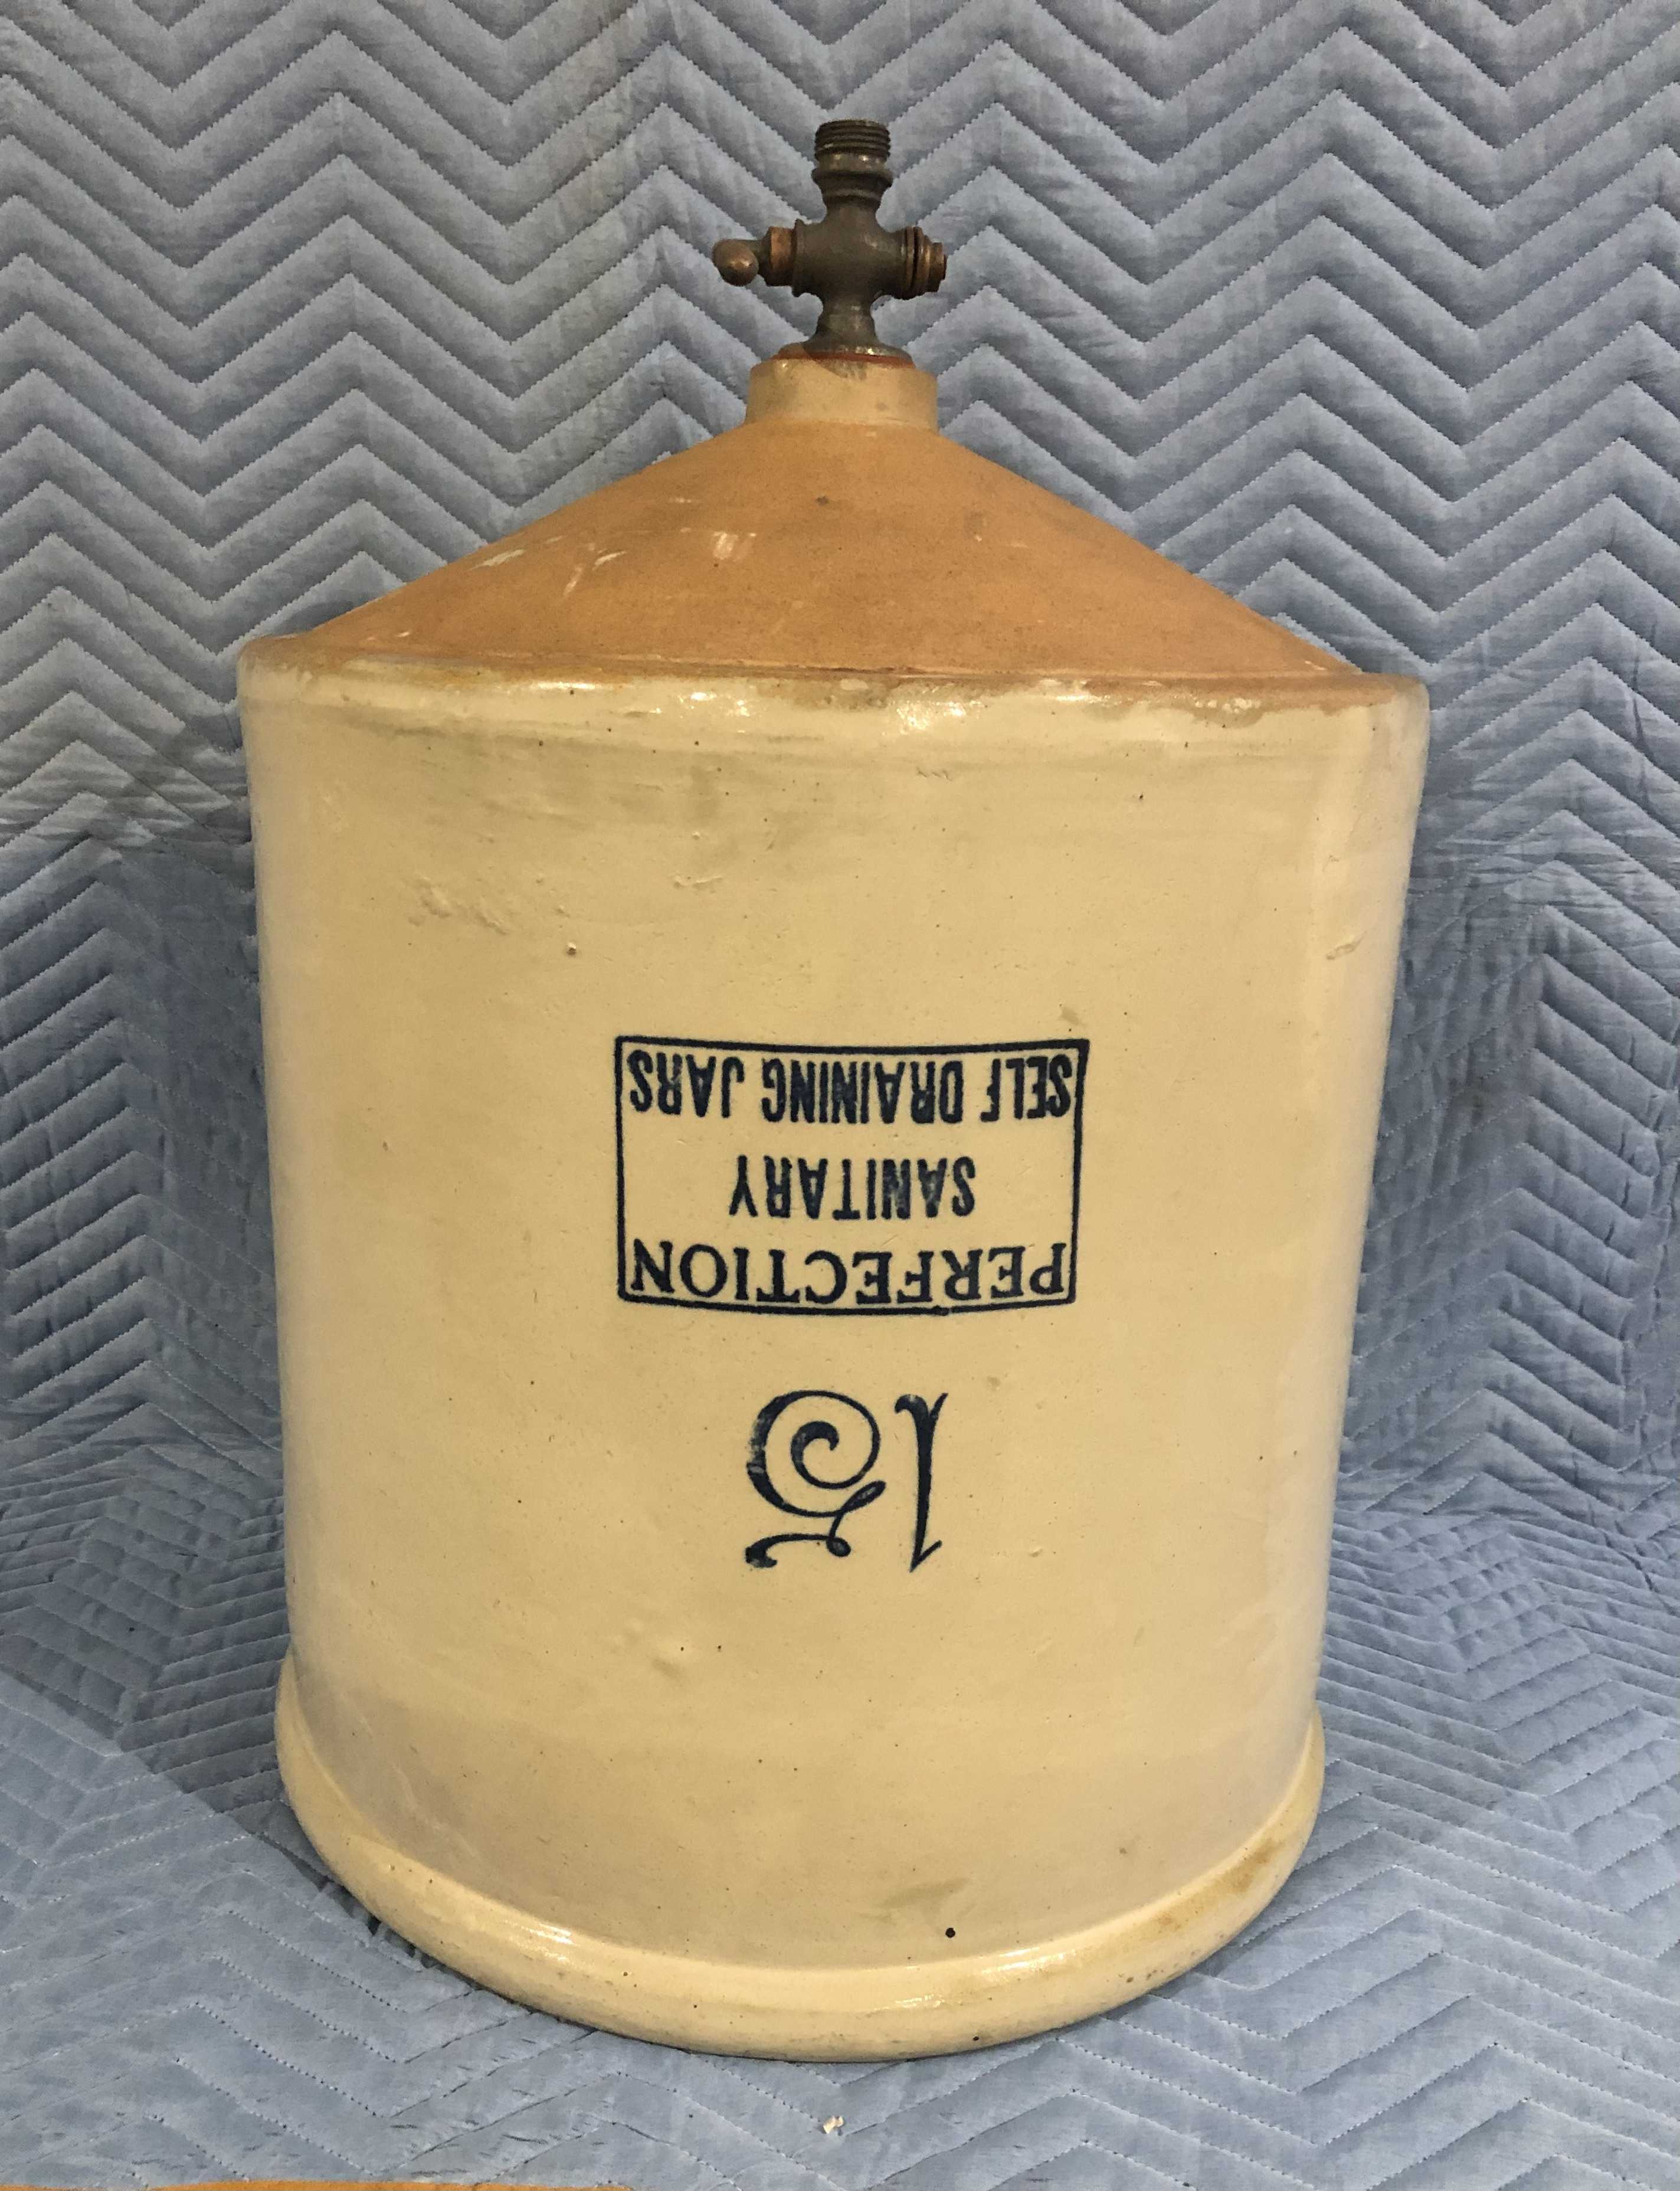 15
PERFECTION
SANITARY
SELF DRAINING JARS